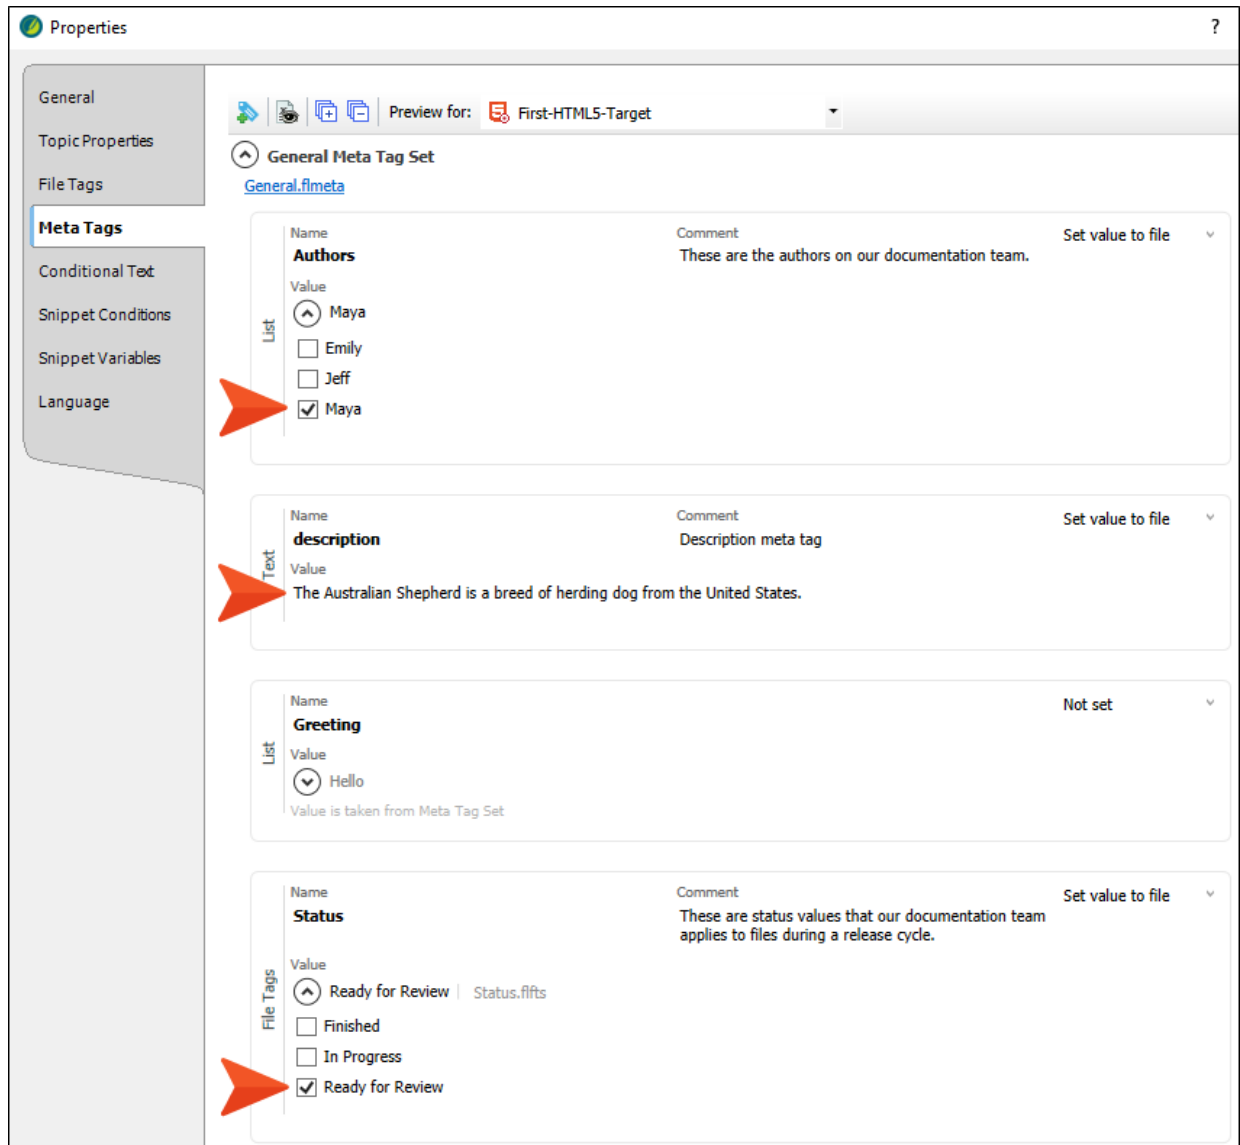 Properties
?
General
Topic Properties
File Tags
Meta Tags
Conditional Text
Snippet Conditions
Snippet Variables
Language
Preview for: First-HTML5-Target
General Meta Tag Set
General.flmeta
List
Name
Authors
Comment
These are the authors on our documentation team.
Set value to file
Value
Maya
Emily
Jeff
Maya
Text
Name
description
Comment
Description meta tag
Set value to file
Value
The Australian Shepherd is a breed of herding dog from the United States.
List
Name
Greeting
Not set
Value
Hello
Value is taken from Meta Tag Set
File Tags
Name
Status
Comment
These are status values that our documentation team
applies to files during a release cycle.
Set value to file
Value
Ready for Review Status.flfts
Finished
In Progress
Ready for Review